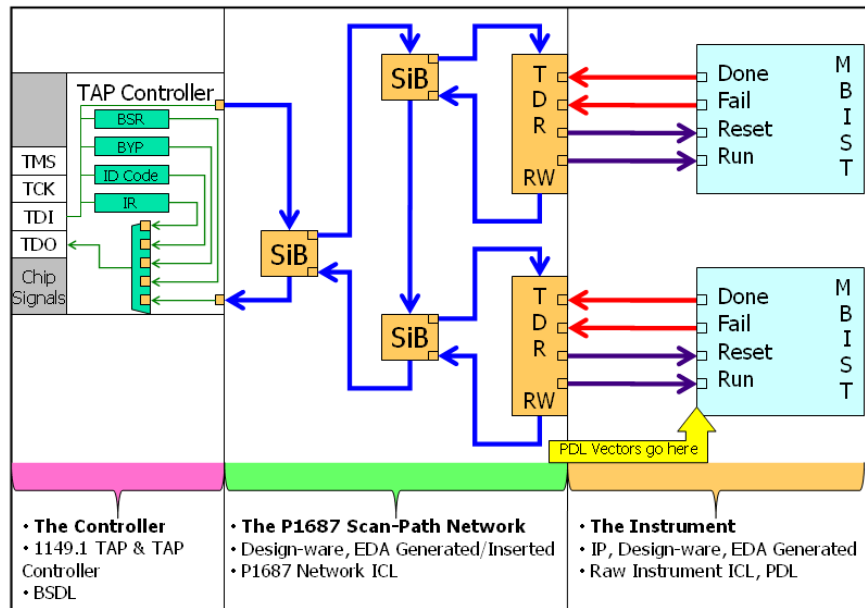 TAP Controller
BSR
BYP
ID Code
IR
TMS
TCK
TDI
TDO
Chip
Signals
SiB
SiB
SiB
T
D
R
RW
T
D
R
RW
Done
Fail
Reset
Run
M
B
I
S
T
Done
Fail
Reset
Run
M
B
I
S
T
PDL Vectors go here
• The Controller
• 1149.1 TAP & TAP
Controller
• BSDL
• The P1687 Scan-Path Network
• Design-ware, EDA Generated/Inserted
• P1687 Network ICL
• The Instrument
• IP, Design-ware, EDA Generated
• Raw Instrument ICL, PDL